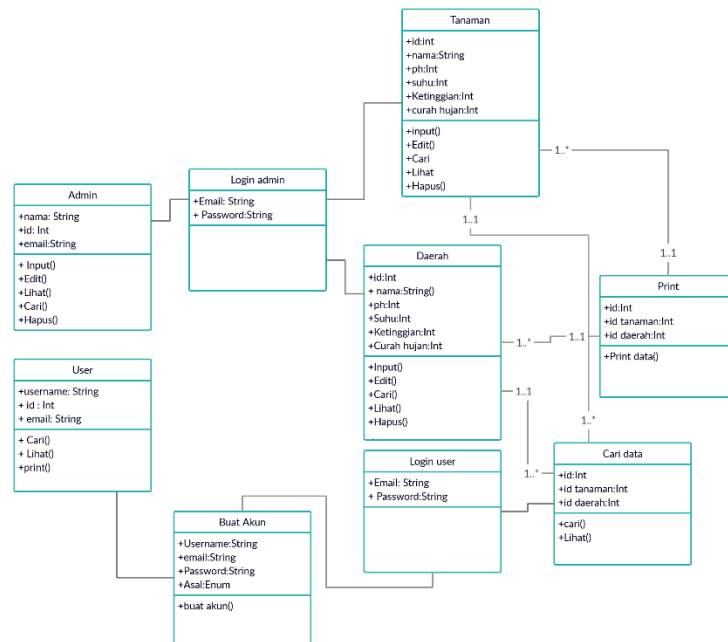 Tanaman
+id:int
+nama:String
+ph:Int
+suhu:Int
+Ketinggian:Int
+curah hujan:Int
+input()
+Edit()
+Cari
+Lihat
+Hapus()
1..*
1..1
1..1
Login admin
+Email: String
+ Password:String
Admin
+nama: String
+id: Int
+email:String
+ Input()
+Edit()
+Lihat()
+Cari()
+Hapus()
Daerah
+id:Int
+ nama:String()
+ph:Int
+Suhu:Int
+Ketinggian:Int
+Curah hujan:Int
+Input()
+Edit()
+Cari()
+Lihat()
+Hapus()
1..*
1..1
1..1
1..*
1..*
Print
+id:Int
+id tanaman:Int
+id daerah:Int
+Print data()
User
+username: String
+ id : Int
+ email: String
+ Cari()
+ Lihat()
+print()
Login user
+Email: String
+ Password:String
Cari data
+id:Int
+id tanaman:Int
+id daerah:Int
+cari()
+Lihat()
Buat Akun
+Username:String
+email:String
+Password:String
+Asal:Enum
+buat akun()